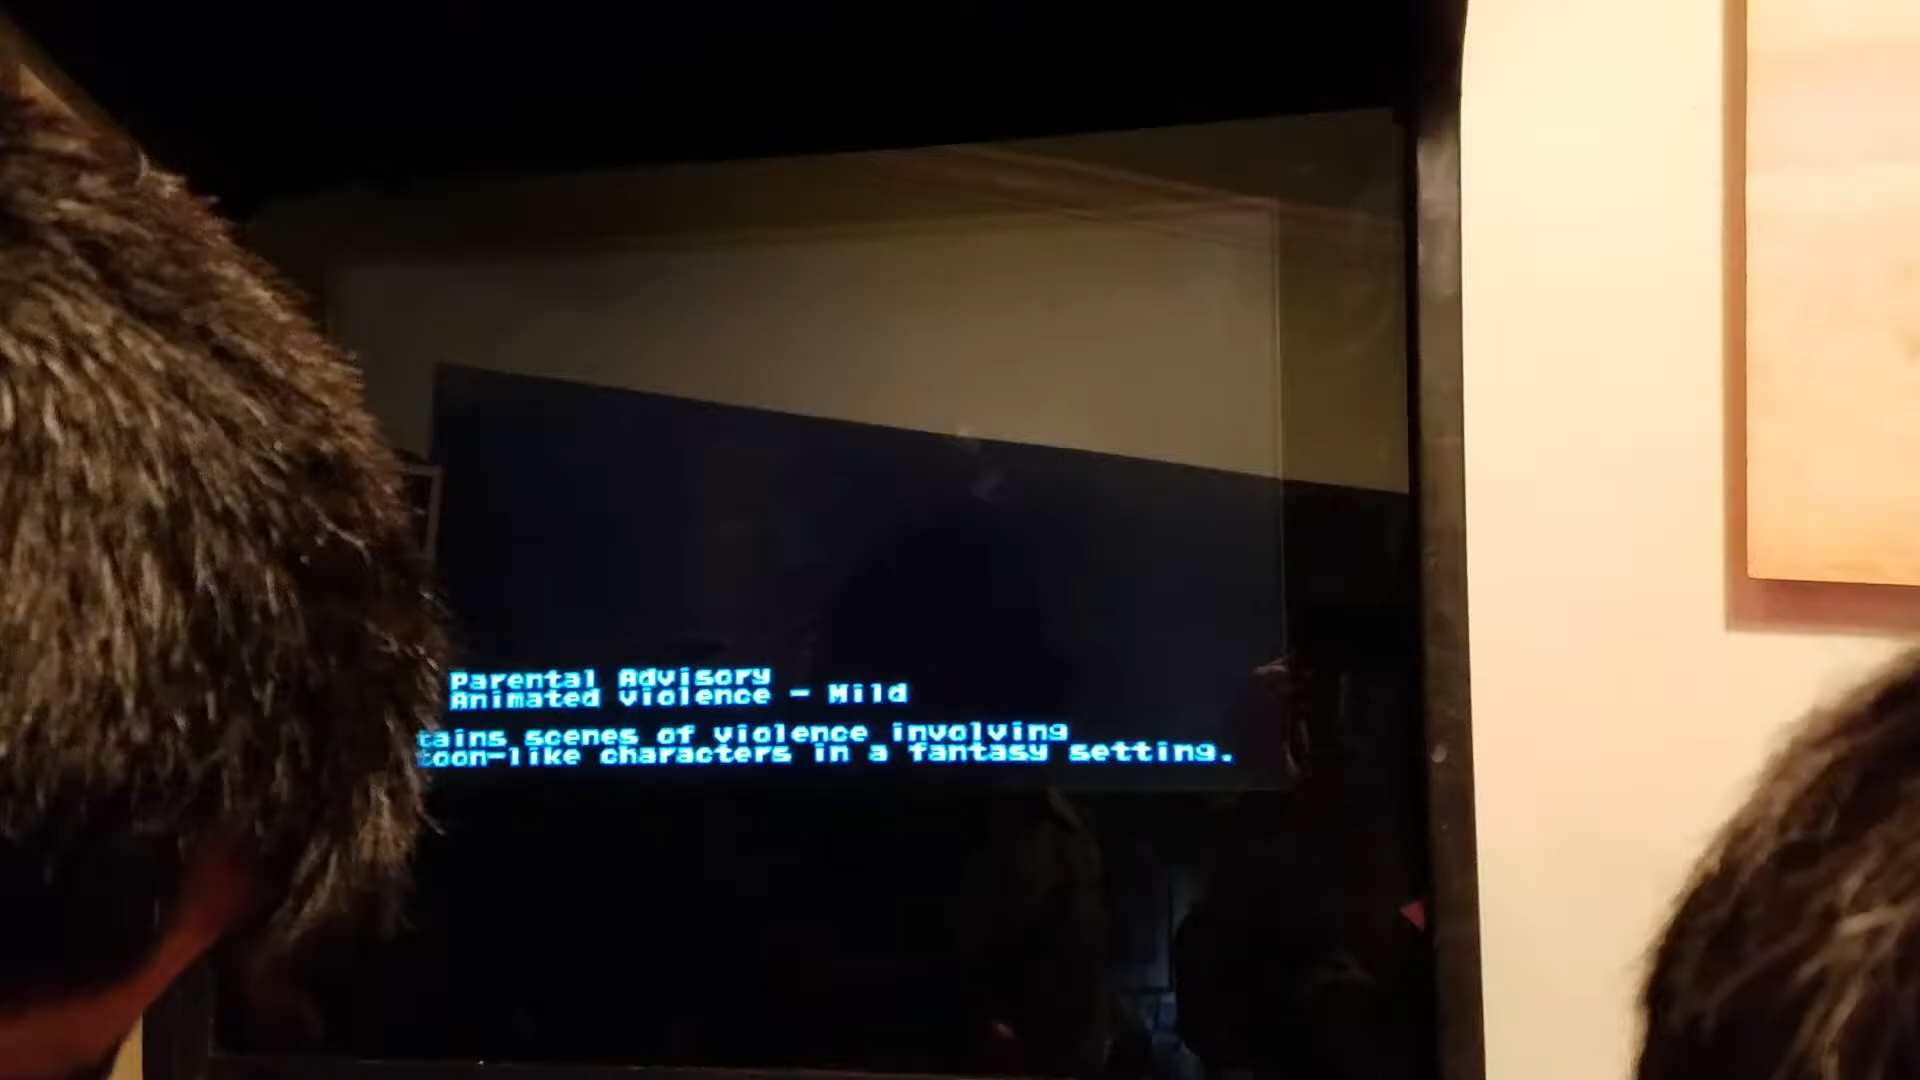 Parental Advisory
Animated Violence - Mild
tains scenes of violence involving
toon-like characters in a fantasy setting.